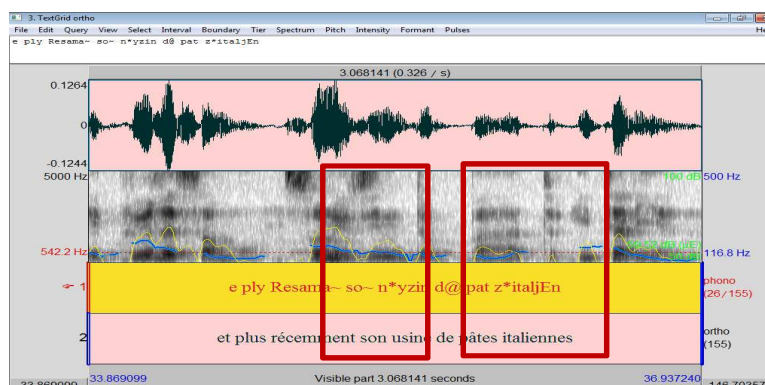 3. TextGrid ortho
File Edit Query View Select Interval Boundary Tier Spectrum Pitch Intensity Formant Pulses He
e ply Resama~ so~ n*yzin d@ pat z*italjEn
3.068141 (0.326 / s)
0.1264
0
-0.1244
5000 Hz
100 dB 500 Hz
542.2 Hz
116.8 Hz
1 e ply Resama~ so~ n*yzin d@ pat z*italjEn phono
(26/155)
2 et plus récemment son usine de pâtes italiennes ortho
(155)
33.869099 33.869099 Visible part 3.068141 seconds 36.937240